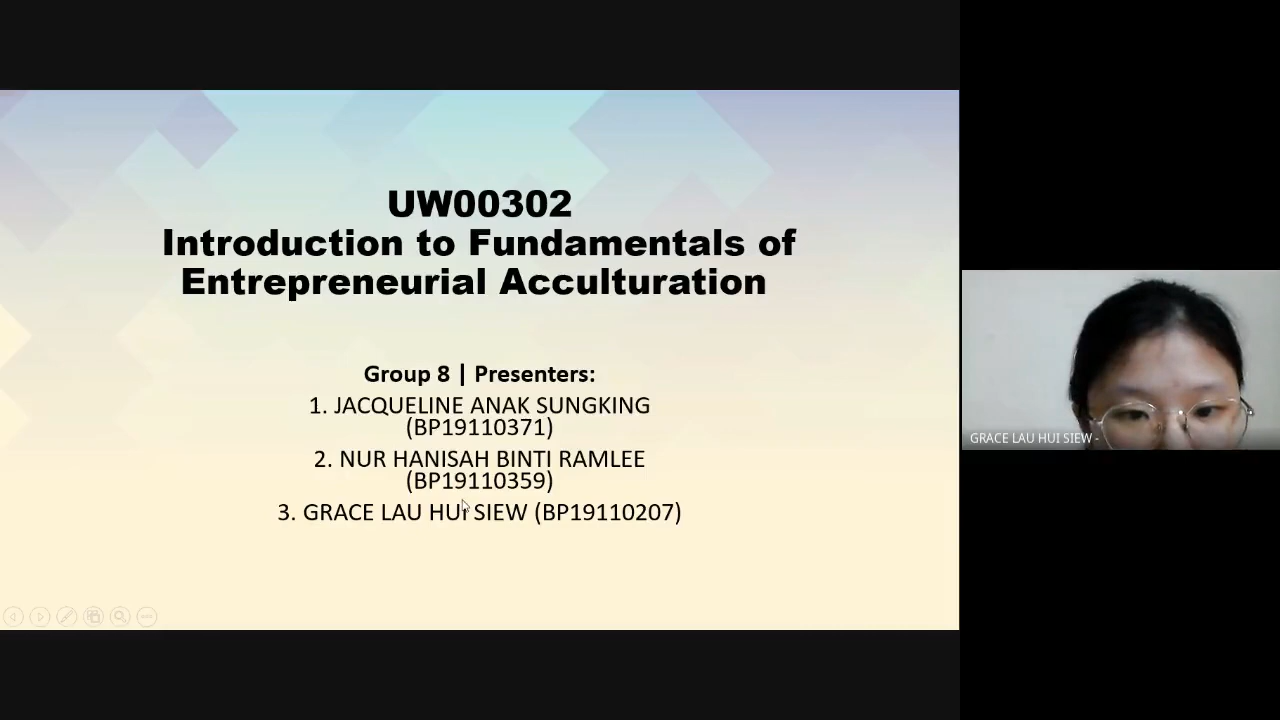 UW00302
Introduction to Fundamentals of
Entrepreneurial Acculturation
Group 8 | Presenters:
1. JACQUELINE ANAK SUNGKING
(BP19110371)
2. NUR HANISAH BINTI RAMLEE
(BP19110359)
3. GRACE LAU HUI SIEW (BP19110207)
GRACE LAU HUI SIEW -